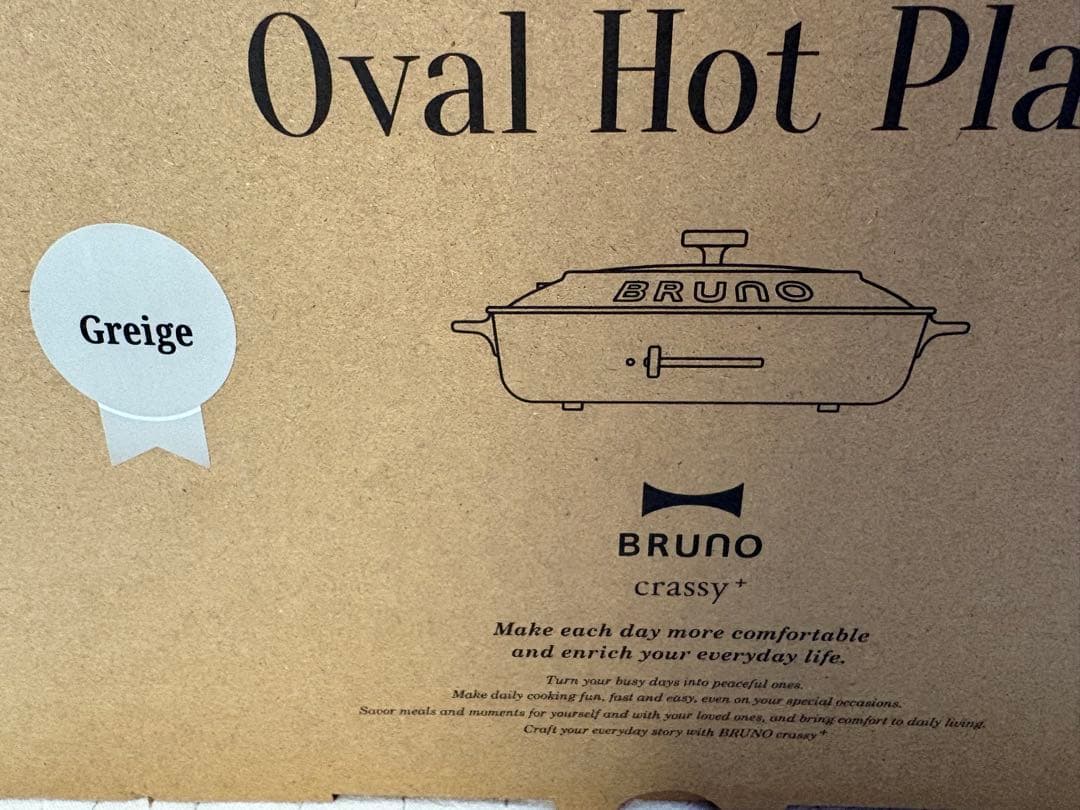 Oval Hot Pla
Greige
BRUNO
BRUNO
crassy+
Make each day more comfortable
and enrich your everyday life.
Turn your busy days into peaceful ones.
Make daily cooking fun, fast and easy, even on your special occasions.
Savor meals and moments for yourself and with your loved ones, and bring comfort to daily living.
Craft your everyday story with BRUNO crassy+